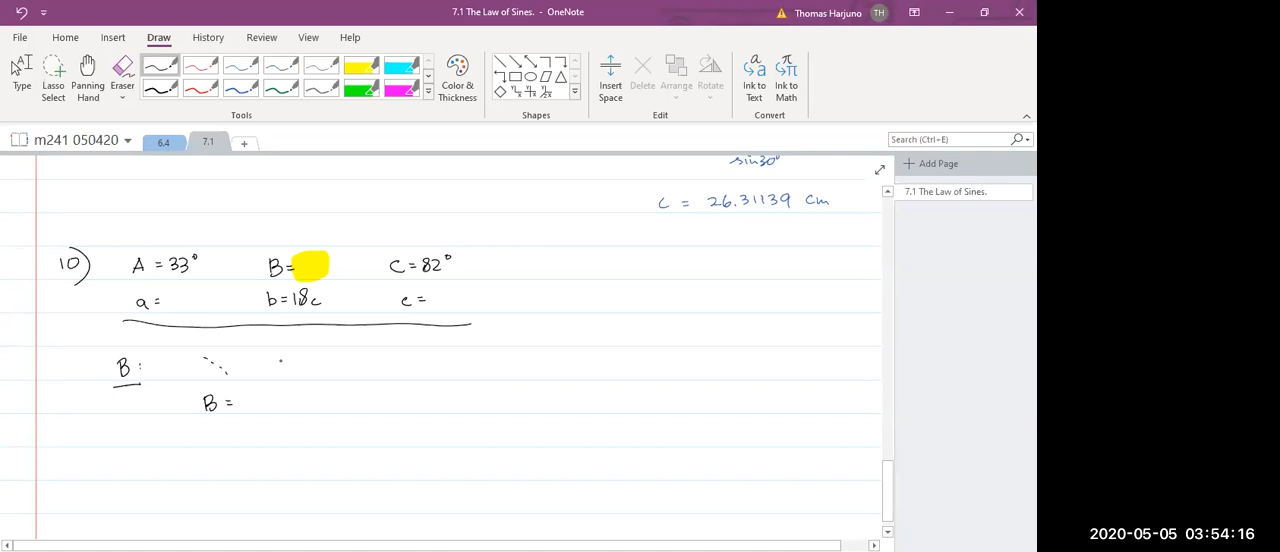 7.1 The Law of Sines. - OneNote
Thomas Harjuno TH
File Home Insert Draw History Review View Help
Type Lasso Select Panning Hand Eraser Color & Thickness Insert Space Delete Arrange Rotate Ink to Text Ink to Math
Tools Shapes Edit Convert
m241 050420 6.4 7.1 Search (Ctrl+E)
Add Page
7.1 The Law of Sines.
sin30°
c = 26.31139 cm
10) A = 33° B= C = 82°
a = b = 18c c =
B:
B =
2020-05-05 03:54:16